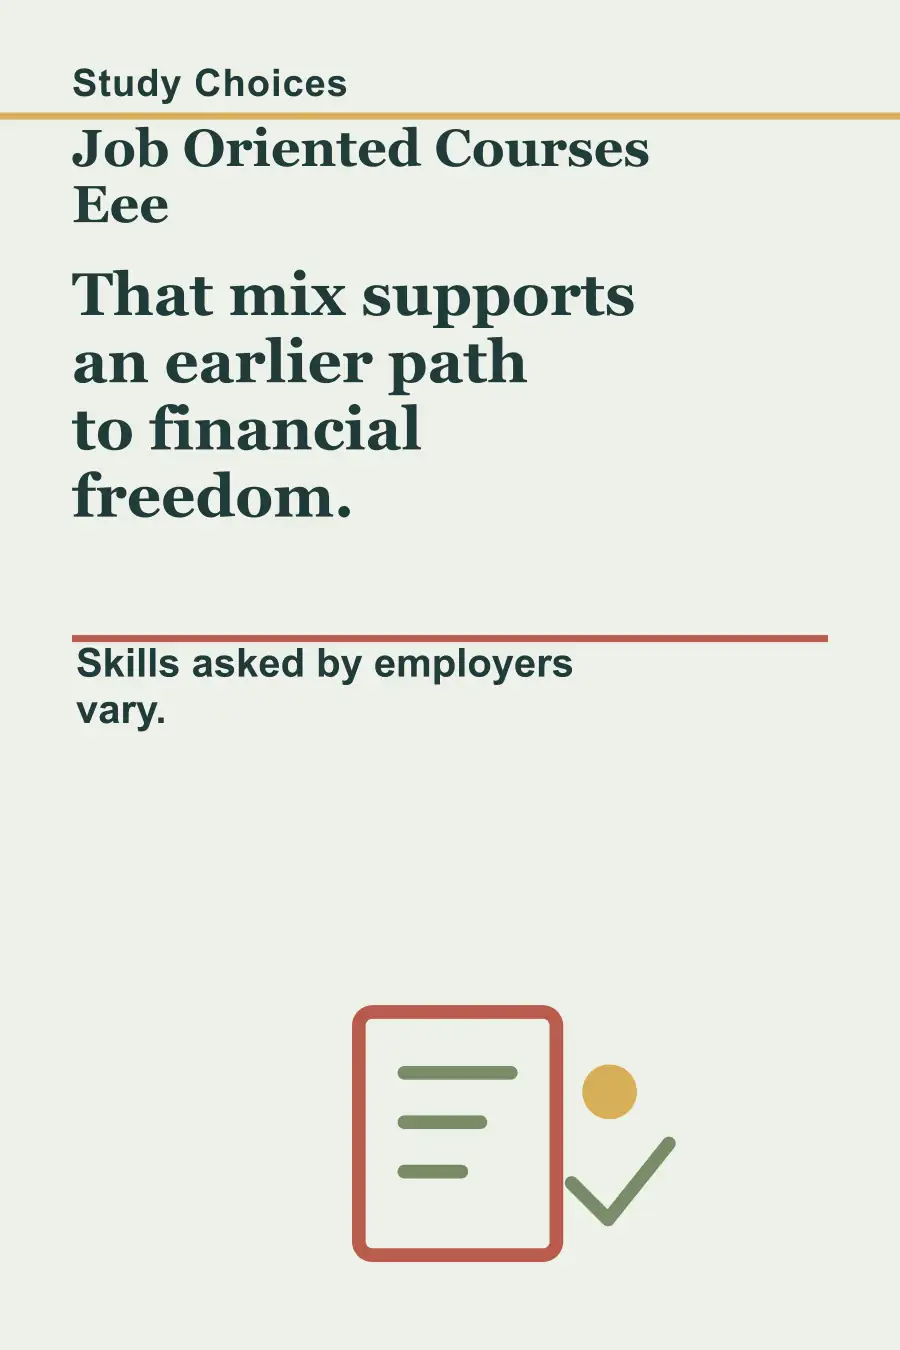 Study Choices
Job Oriented Courses
Eee
That mix supports
an earlier path
to financial
freedom.
Skills asked by employers
vary.